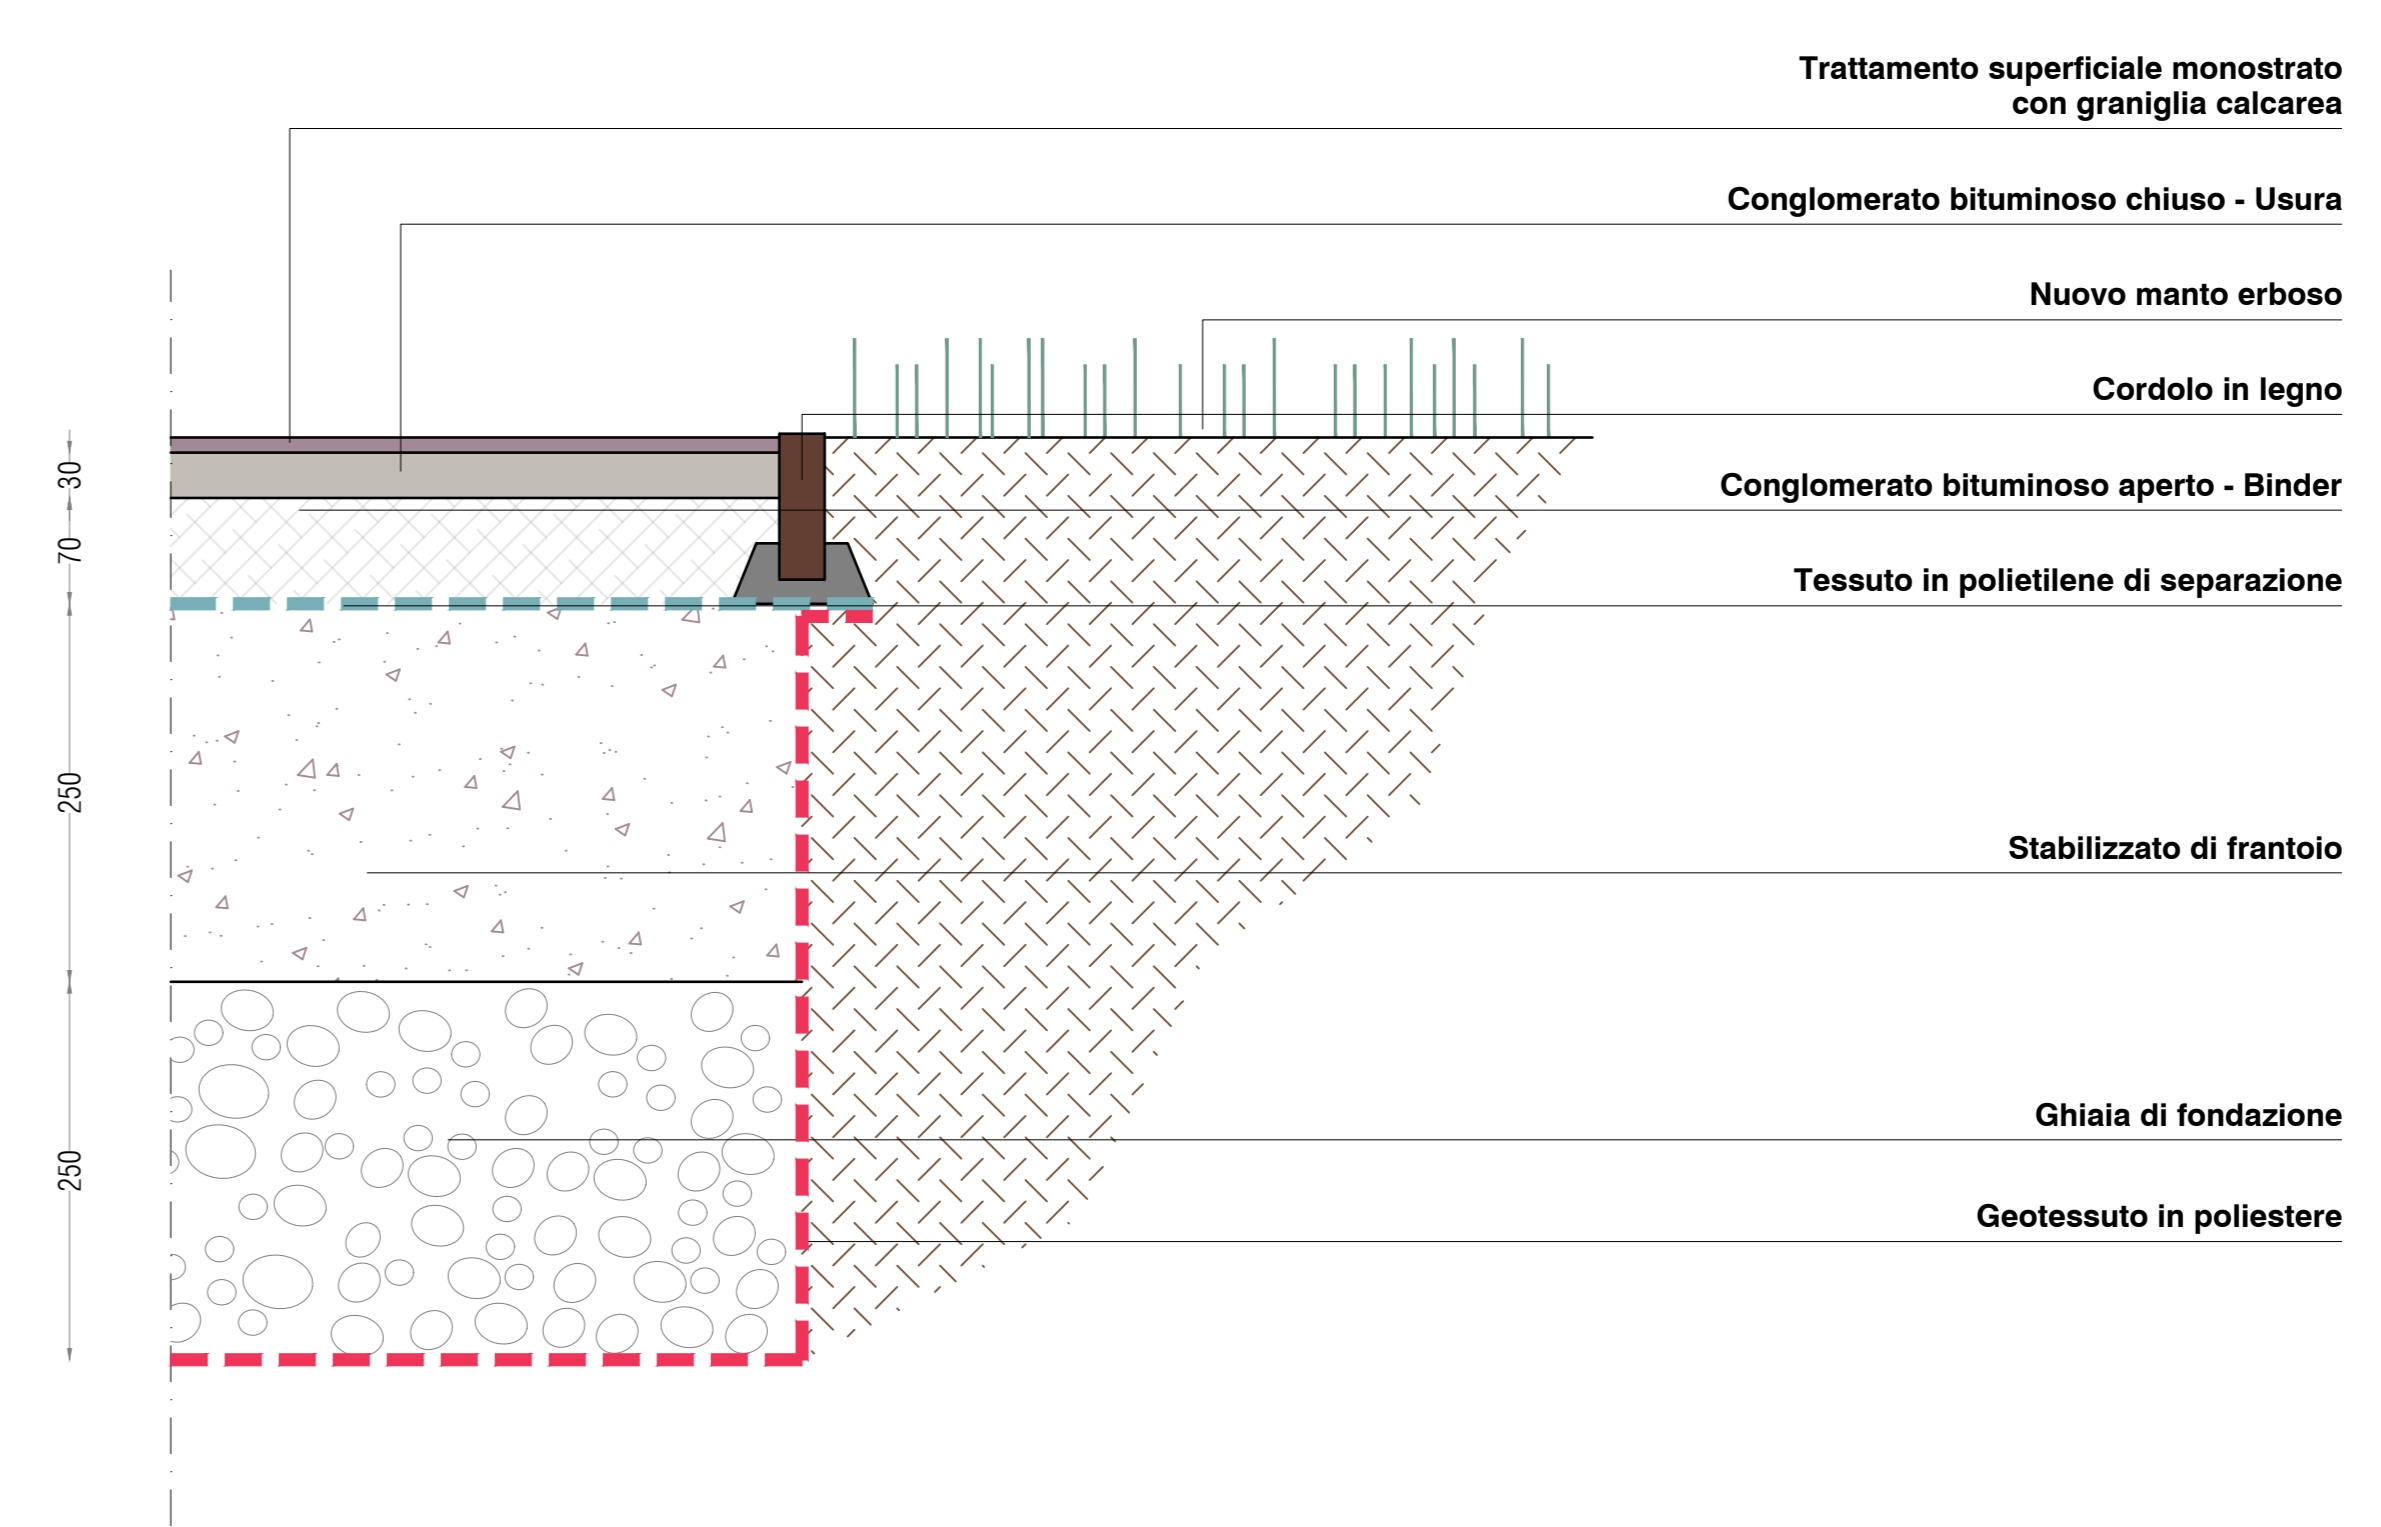 Trattamento superficiale monostrato
con graniglia calcarea
Conglomerato bituminoso chiuso - Usura
Nuovo manto erboso
Cordolo in legno
Conglomerato bituminoso aperto - Binder
Tessuto in polietilene di separazione
Stabilizzato di frantoio
Ghiaia di fondazione
Geotessuto in poliestere
30
70
250
250